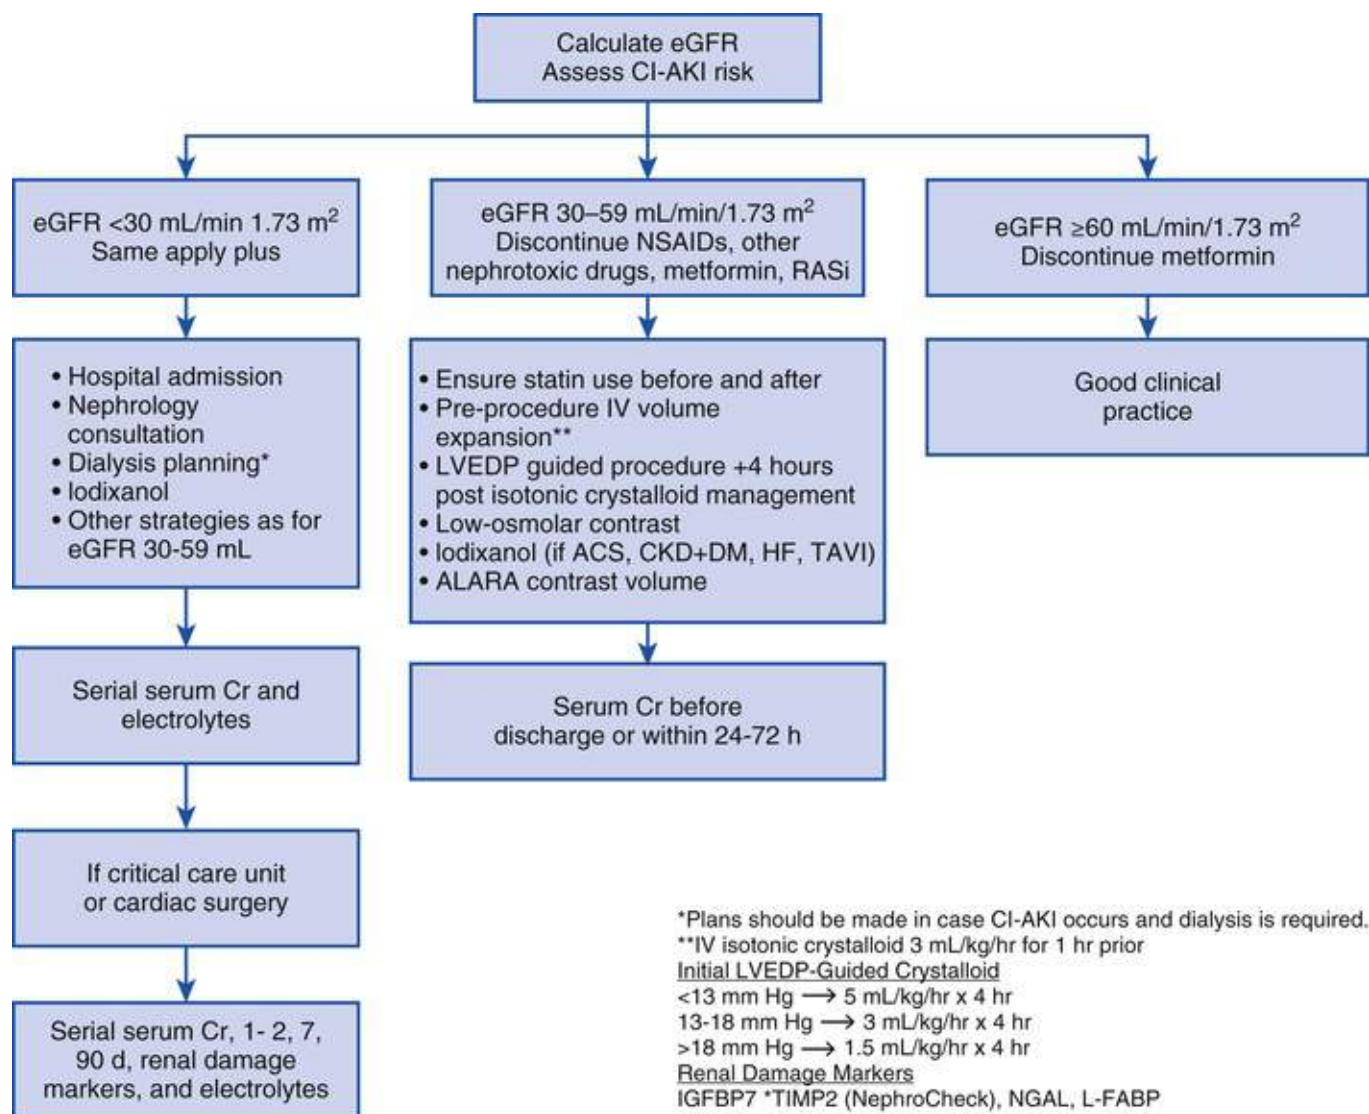 Calculate eGFR
Assess CI-AKI risk
eGFR <30 mL/min 1.73 m²
Same apply plus
• Hospital admission
• Nephrology
consultation
• Dialysis planning*
• Iodixanol
• Other strategies as for
eGFR 30-59 mL
Serial serum Cr and
electrolytes
If critical care unit
or cardiac surgery
Serial serum Cr, 1- 2, 7,
90 d, renal damage
markers, and electrolytes
eGFR 30–59 mL/min/1.73 m²
Discontinue NSAIDs, other
nephrotoxic drugs, metformin, RASi
• Ensure statin use before and after
• Pre-procedure IV volume
expansion**
• LVEDP guided procedure +4 hours
post isotonic crystalloid management
• Low-osmolar contrast
• Iodixanol (if ACS, CKD+DM, HF, TAVI)
• ALARA contrast volume
Serum Cr before
discharge or within 24-72 h
eGFR ≥60 mL/min/1.73 m²
Discontinue metformin
Good clinical
practice
*Plans should be made in case CI-AKI occurs and dialysis is required.
**IV isotonic crystalloid 3 mL/kg/hr for 1 hr prior
Initial LVEDP-Guided Crystalloid
<13 mm Hg → 5 mL/kg/hr x 4 hr
13-18 mm Hg → 3 mL/kg/hr x 4 hr
>18 mm Hg → 1.5 mL/kg/hr x 4 hr
Renal Damage Markers
IGFBP7 *TIMP2 (NephroCheck), NGAL, L-FABP